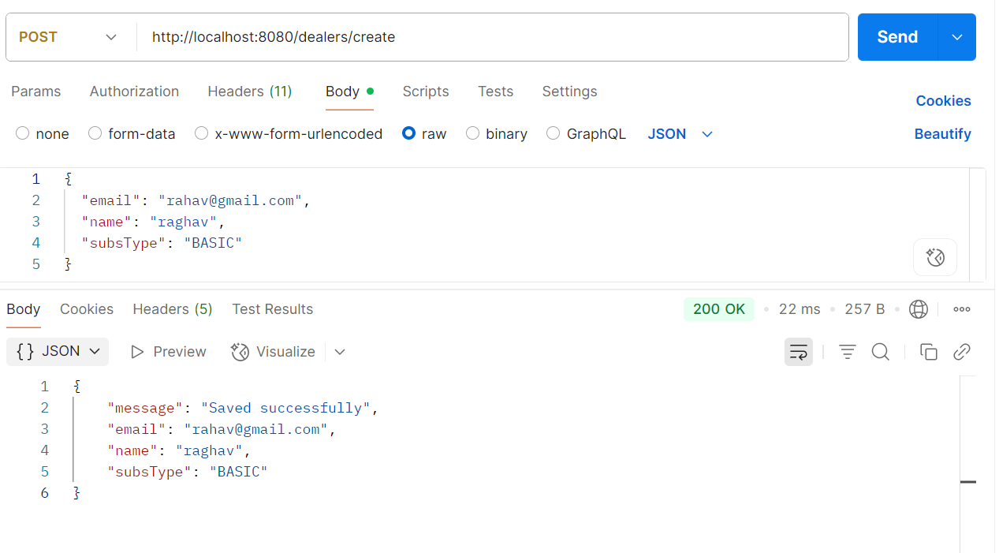 POST http://localhost:8080/dealers/create Send
Params Authorization Headers (11) Body Scripts Tests Settings Cookies
none form-data x-www-form-urlencoded raw binary GraphQL JSON Beautify
1 {
2 "email": "rahav@gmail.com",
3 "name": "raghav",
4 "subsType": "BASIC"
5 }
Body Cookies Headers (5) Test Results 200 OK • 22 ms • 257 B •
{} JSON Preview Visualize
1 {
2 "message": "Saved successfully",
3 "email": "rahav@gmail.com",
4 "name": "raghav",
5 "subsType": "BASIC"
6 }